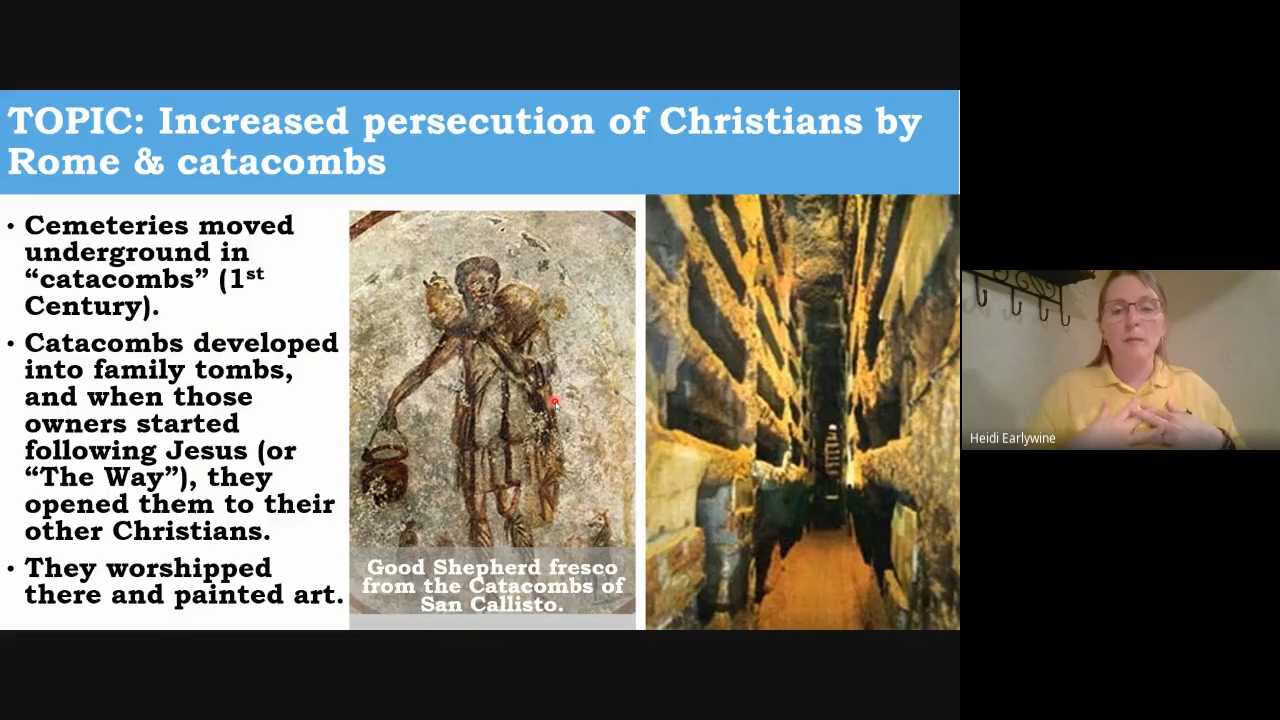 TOPIC: Increased persecution of Christians by
Rome & catacombs
• Cemeteries moved
underground in
“catacombs” (1st
Century).
• Catacombs developed
into family tombs,
and when those
owners started
following Jesus (or
“The Way”), they
opened them to their
other Christians.
• They worshipped
there and painted art.
Good Shepherd fresco
from the Catacombs of
San Callisto.
Heidi Earlywine